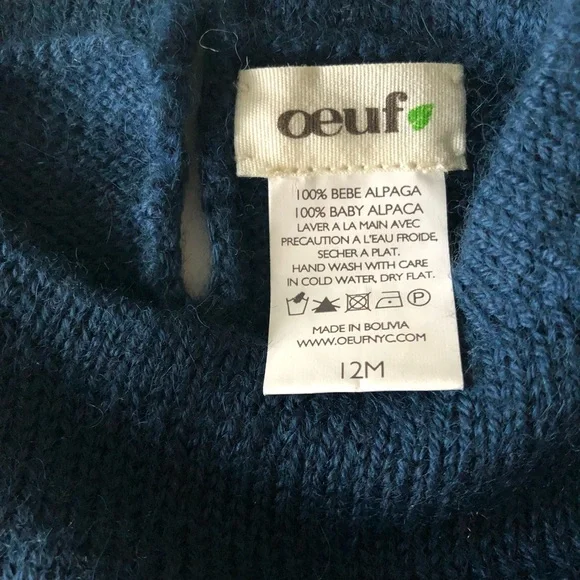 oeuf
100% BEBE ALPAGA
100% BABY ALPACA
LAVER A LA MAIN AVEC
PRECAUTION A L'EAU FROIDE,
SECHER A PLAT.
HAND WASH WITH CARE
IN COLD WATER, DRY FLAT.
P
MADE IN BOLIVIA
WWW.OEUFNYC.COM
12M